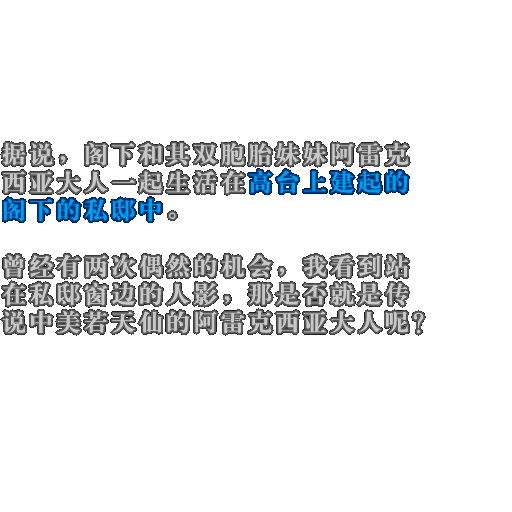 据说，阁下和其双胞胎妹妹阿雷克
西亚大人一起生活在高台上建起的
阁下的私邸中。
曾经有两次偶然的机会，我看到站
在私邸窗边的人影，那是否就是传
说中美若天仙的阿雷克西亚大人呢？